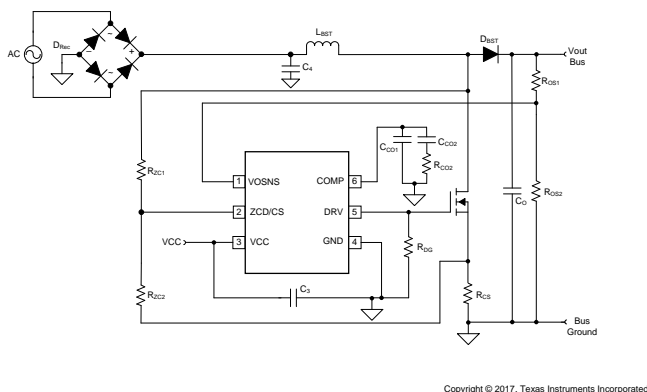 L_BST
D_BST
D_Rec
AC
~
~
−
+
C_4
Vout
Bus
R_OS1
C_CO1
C_CO2
R_CO2
R_ZC1
1 VOSNS
COMP 6
2 ZCD/CS
DRV 5
VCC
3 VCC
GND 4
C_O
R_OS2
R_DG
R_ZC2
C_3
R_CS
Bus
Ground
Copyright © 2017, Texas Instruments Incorporated